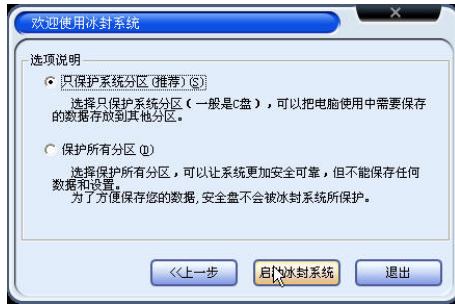 欢迎使用冰封系统
选项说明
只保护系统分区(推荐)(S)
选择只保护系统分区(一般是C盘),可以把电脑使用中需要保存
的数据存放到其他分区。
保护所有分区(D)
选择保护所有分区,可以让系统更加安全可靠,但不能保存任何
数据和设置。
为了方便保存您的数据,安全盘不会被冰封系统所保护。
<<上一步 启动冰封系统 退出